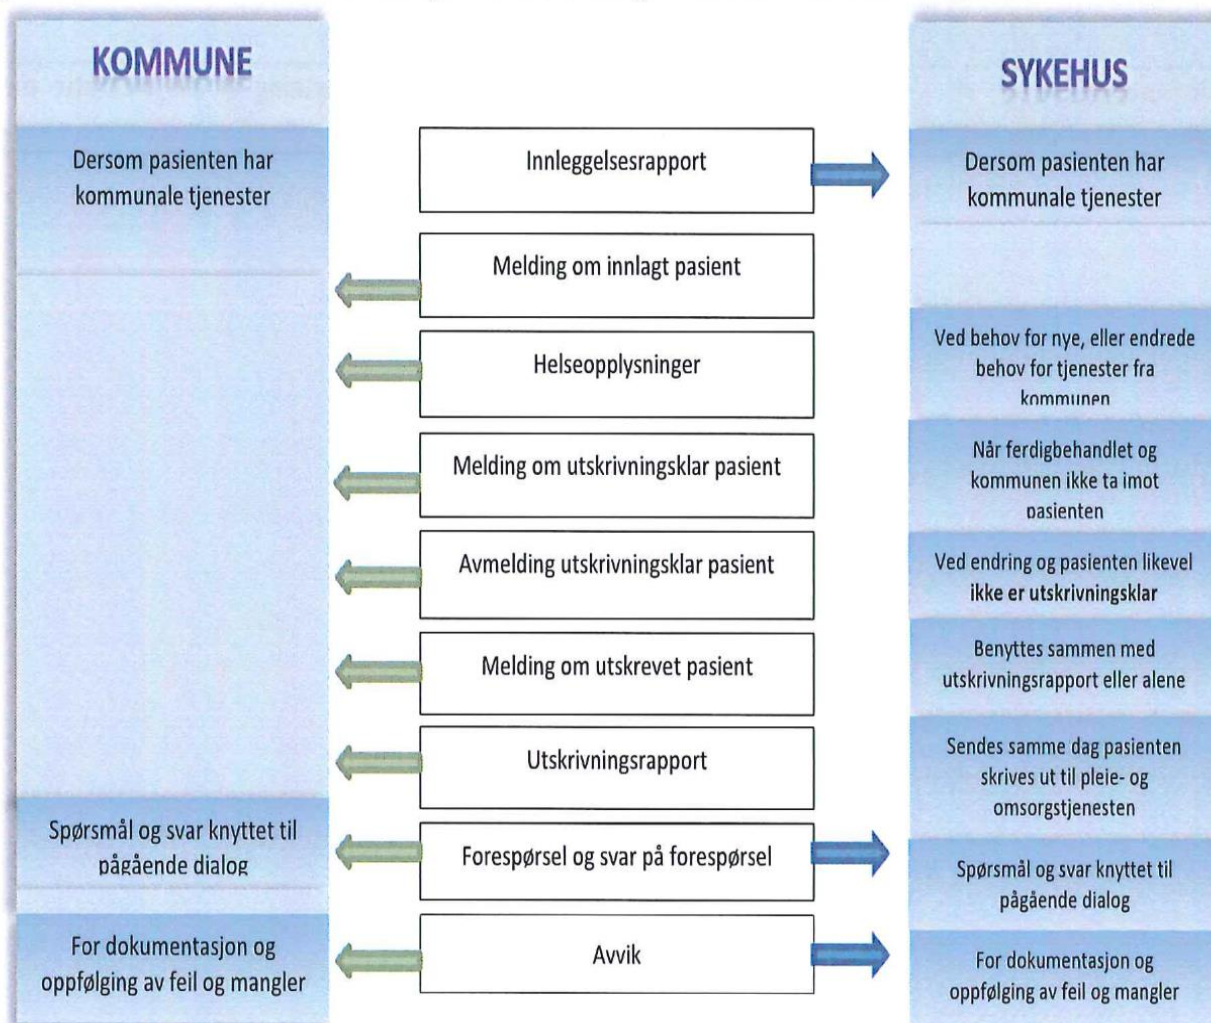 KOMMUNE
Dersom pasienten har
kommunale tjenester
Spørsmål og svar knyttet til
pågående dialog
For dokumentasjon og
oppfølging av feil og mangler
Innleggelsesrapport
Melding om innlagt pasient
Helseopplysninger
Melding om utskrivningsklar pasient
Avmelding utskrivningsklar pasient
Melding om utskrevet pasient
Utskrivningsrapport
Forespørsel og svar på forespørsel
Avvik
SYKEHUS
Dersom pasienten har
kommunale tjenester
Ved behov for nye, eller endrede
behov for tjenester fra
kommunen
Når ferdigbehandlet og
kommunen ikke ta imot
pasienten
Ved endring og pasienten likevel
ikke er utskrivningsklar
Benyttes sammen med
utskrivningsrapport eller alene
Sendes samme dag pasienten
skrives ut til pleie- og
omsorgstjenesten
Spørsmål og svar knyttet til
pågående dialog
For dokumentasjon og
oppfølging av feil og mangler